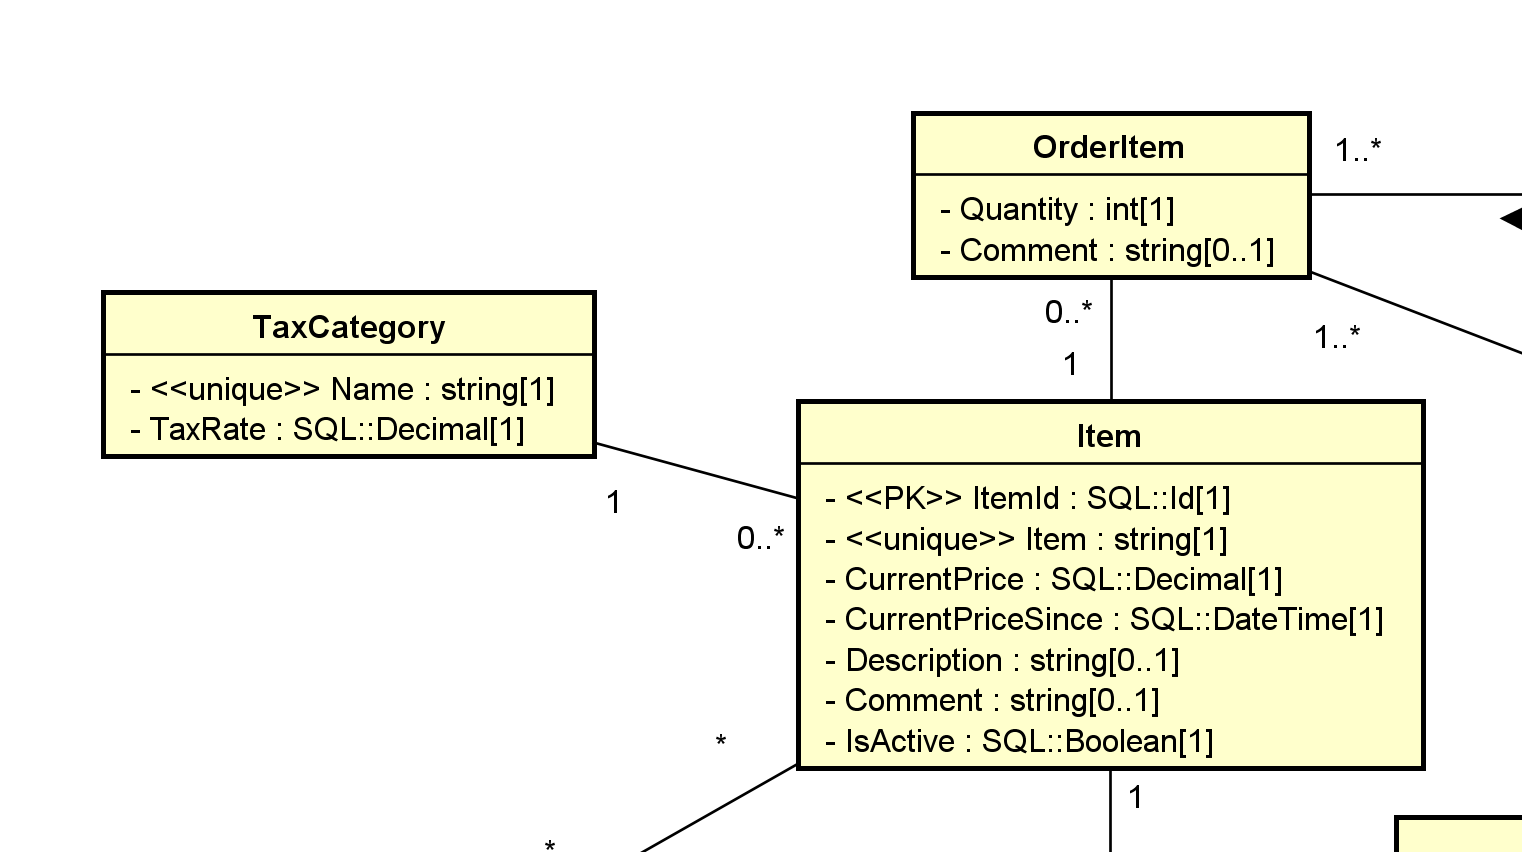 OrderItem
1..*
- Quantity : int[1]
- Comment : string[0..1]
0..*
1..*
1
TaxCategory
- <<unique>> Name : string[1]
- TaxRate : SQL::Decimal[1]
1
0..*
Item
- <<PK>> ItemId : SQL::Id[1]
- <<unique>> Item : string[1]
- CurrentPrice : SQL::Decimal[1]
- CurrentPriceSince : SQL::DateTime[1]
- Description : string[0..1]
- Comment : string[0..1]
- IsActive : SQL::Boolean[1]
*
1
*